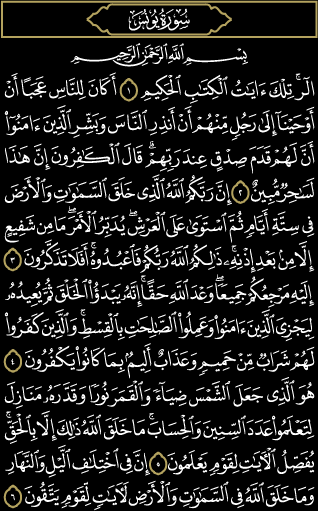 سُورَةُ يُونُسَ
بِسْمِ ٱللَّهِ ٱلرَّحْمَٰنِ ٱلرَّحِيمِ
الٓرۚ تِلْكَ ءَايَٰتُ ٱلْكِتَٰبِ ٱلْحَكِيمِ ١ أَكَانَ لِلنَّاسِ عَجَبًا أَنْ
أَوْحَيْنَآ إِلَىٰ رَجُلٍ مِّنْهُمْ أَنْ أَنذِرِ ٱلنَّاسَ وَبَشِّرِ ٱلَّذِينَ ءَامَنُوٓا۟
أَنَّ لَهُمْ قَدَمَ صِدْقٍ عِندَ رَبِّهِمْۗ قَالَ ٱلْكَٰفِرُونَ إِنَّ هَٰذَا
لَسَٰحِرٌ مُّبِينٌ ٢ إِنَّ رَبَّكُمُ ٱللَّهُ ٱلَّذِى خَلَقَ ٱلسَّمَٰوَٰتِ وَٱلْأَرْضَ
فِى سِتَّةِ أَيَّامٍ ثُمَّ ٱسْتَوَىٰ عَلَى ٱلْعَرْشِۖ يُدَبِّرُ ٱلْأَمْرَۖ مَا مِن شَفِيعٍ
إِلَّا مِنۢ بَعْدِ إِذْنِهِۦۚ ذَٰلِكُمُ ٱللَّهُ رَبُّكُمْ فَٱعْبُدُوهُۚ أَفَلَا تَذَكَّرُونَ ٣
إِلَيْهِ مَرْجِعُكُمْ جَمِيعًاۖ وَعْدَ ٱللَّهِ حَقًّاۚ إِنَّهُۥ يَبْدَؤُا۟ ٱلْخَلْقَ ثُمَّ يُعِيدُهُۥ
لِيَجْزِىَ ٱلَّذِينَ ءَامَنُوا۟ وَعَمِلُوا۟ ٱلصَّٰلِحَٰتِ بِٱلْقِسْطِۚ وَٱلَّذِينَ كَفَرُوا۟
لَهُمْ شَرَابٌ مِّنْ حَمِيمٍ وَعَذَابٌ أَلِيمٌۢ بِمَا كَانُوا۟ يَكْفُرُونَ ٤
هُوَ ٱلَّذِى جَعَلَ ٱلشَّمْسَ ضِيَآءً وَٱلْقَمَرَ نُورًا وَقَدَّرَهُۥ مَنَازِلَ
لِتَعْلَمُوا۟ عَدَدَ ٱلسِّنِينَ وَٱلْحِسَابَۚ مَا خَلَقَ ٱللَّهُ ذَٰلِكَ إِلَّا بِٱلْحَقِّۚ
يُفَصِّلُ ٱلْءَايَٰتِ لِقَوْمٍ يَعْلَمُونَ ٥ إِنَّ فِى ٱخْتِلَٰفِ ٱلَّيْلِ وَٱلنَّهَارِ
وَمَا خَلَقَ ٱللَّهُ فِى ٱلسَّمَٰوَٰتِ وَٱلْأَرْضِ لَءَايَٰتٍ لِّقَوْمٍ يَتَّقُونَ ٦